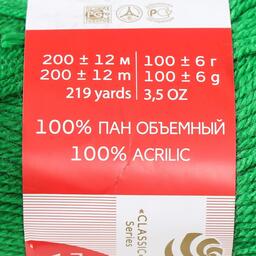 200 ± 12 м 100 ± 6 г
200 ± 12 m 100 ± 6 g
219 yards 3,5 OZ
100% ПАН ОБЪЕМНЫЙ
100% ACRILIC
«CLASSIC
Series